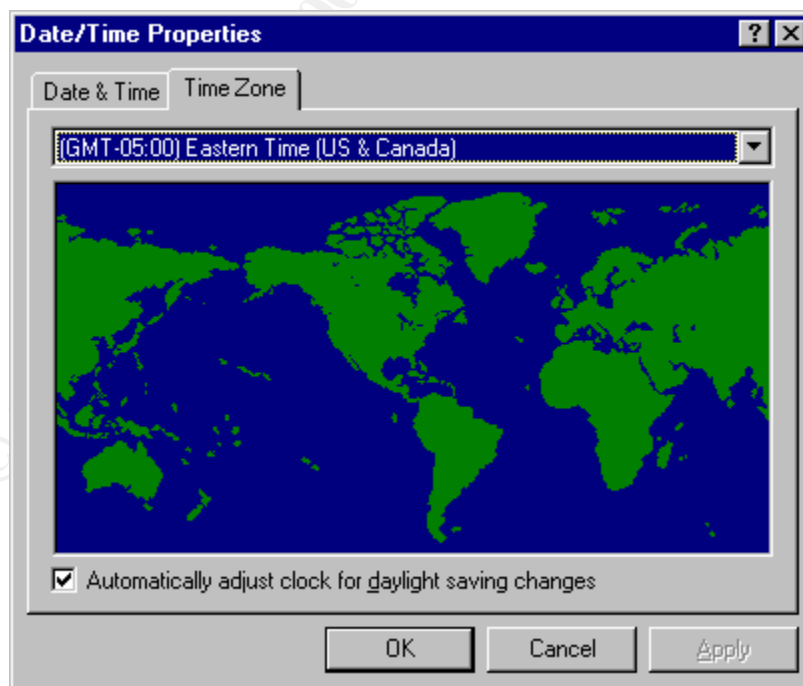 Date/Time Properties
Date & Time
Time Zone
(GMT-05:00) Eastern Time (US & Canada)
Automatically adjust clock for daylight saving changes
OK
Cancel
Apply